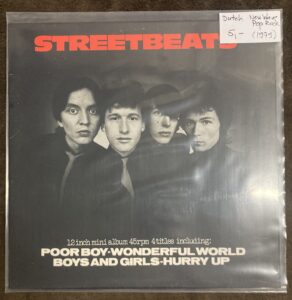 STREETBEATS
Dutch New Wave
Pop Rock
5,- (1979)
12 inch mini album 45rpm 4 titles including:
POOR BOY·WONDERFUL WORLD
BOYS AND GIRLS·HURRY UP